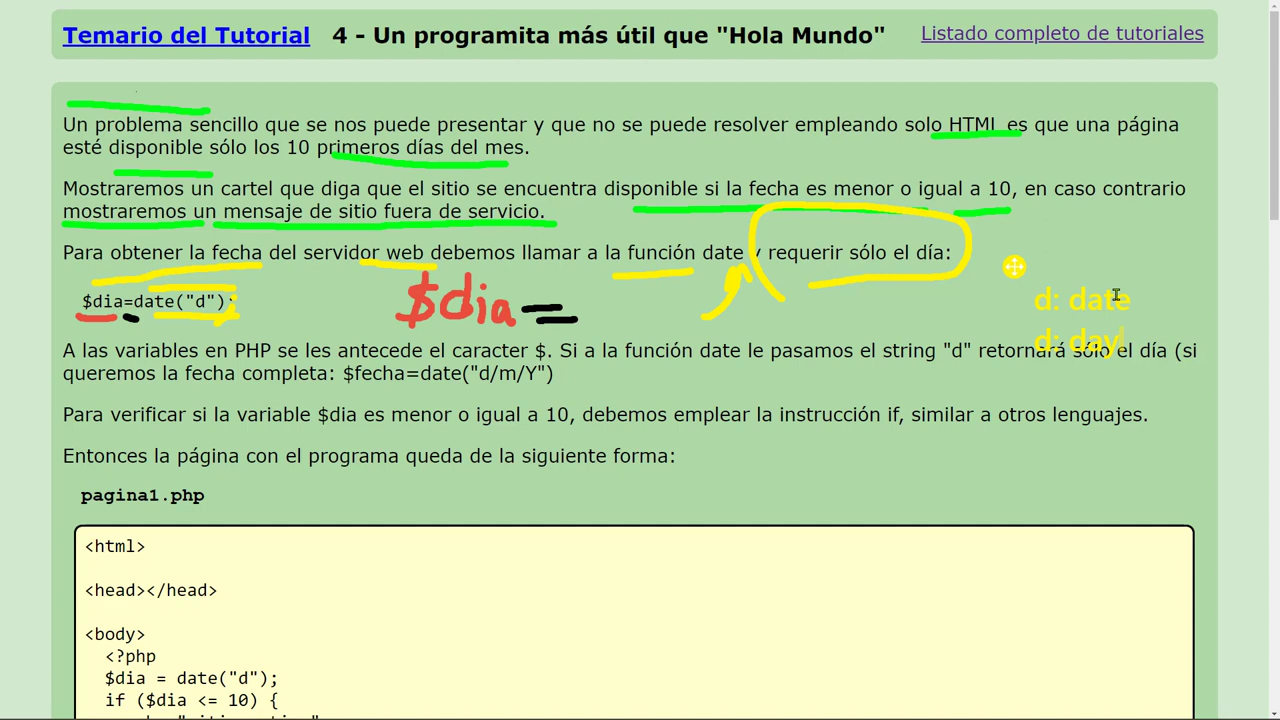 Temario del Tutorial 4 - Un programita más útil que "Hola Mundo" Listado completo de tutoriales
Un problema sencillo que se nos puede presentar y que no se puede resolver empleando solo HTML es que una página
esté disponible sólo los 10 primeros días del mes.
Mostraremos un cartel que diga que el sitio se encuentra disponible si la fecha es menor o igual a 10, en caso contrario
mostraremos un mensaje de sitio fuera de servicio.
Para obtener la fecha del servidor web debemos llamar a la función date y requerir sólo el día:
$dia=date("d");
$dia=
d: date
d: day
A las variables en PHP se les antecede el caracter $. Si a la función date le pasamos el string "d" retornará sólo el día (si
queremos la fecha completa: $fecha=date("d/m/Y")
Para verificar si la variable $dia es menor o igual a 10, debemos emplear la instrucción if, similar a otros lenguajes.
Entonces la página con el programa queda de la siguiente forma:
pagina1.php
<html>
<head></head>
<body>
<?php
$dia = date("d");
if ($dia <= 10) {